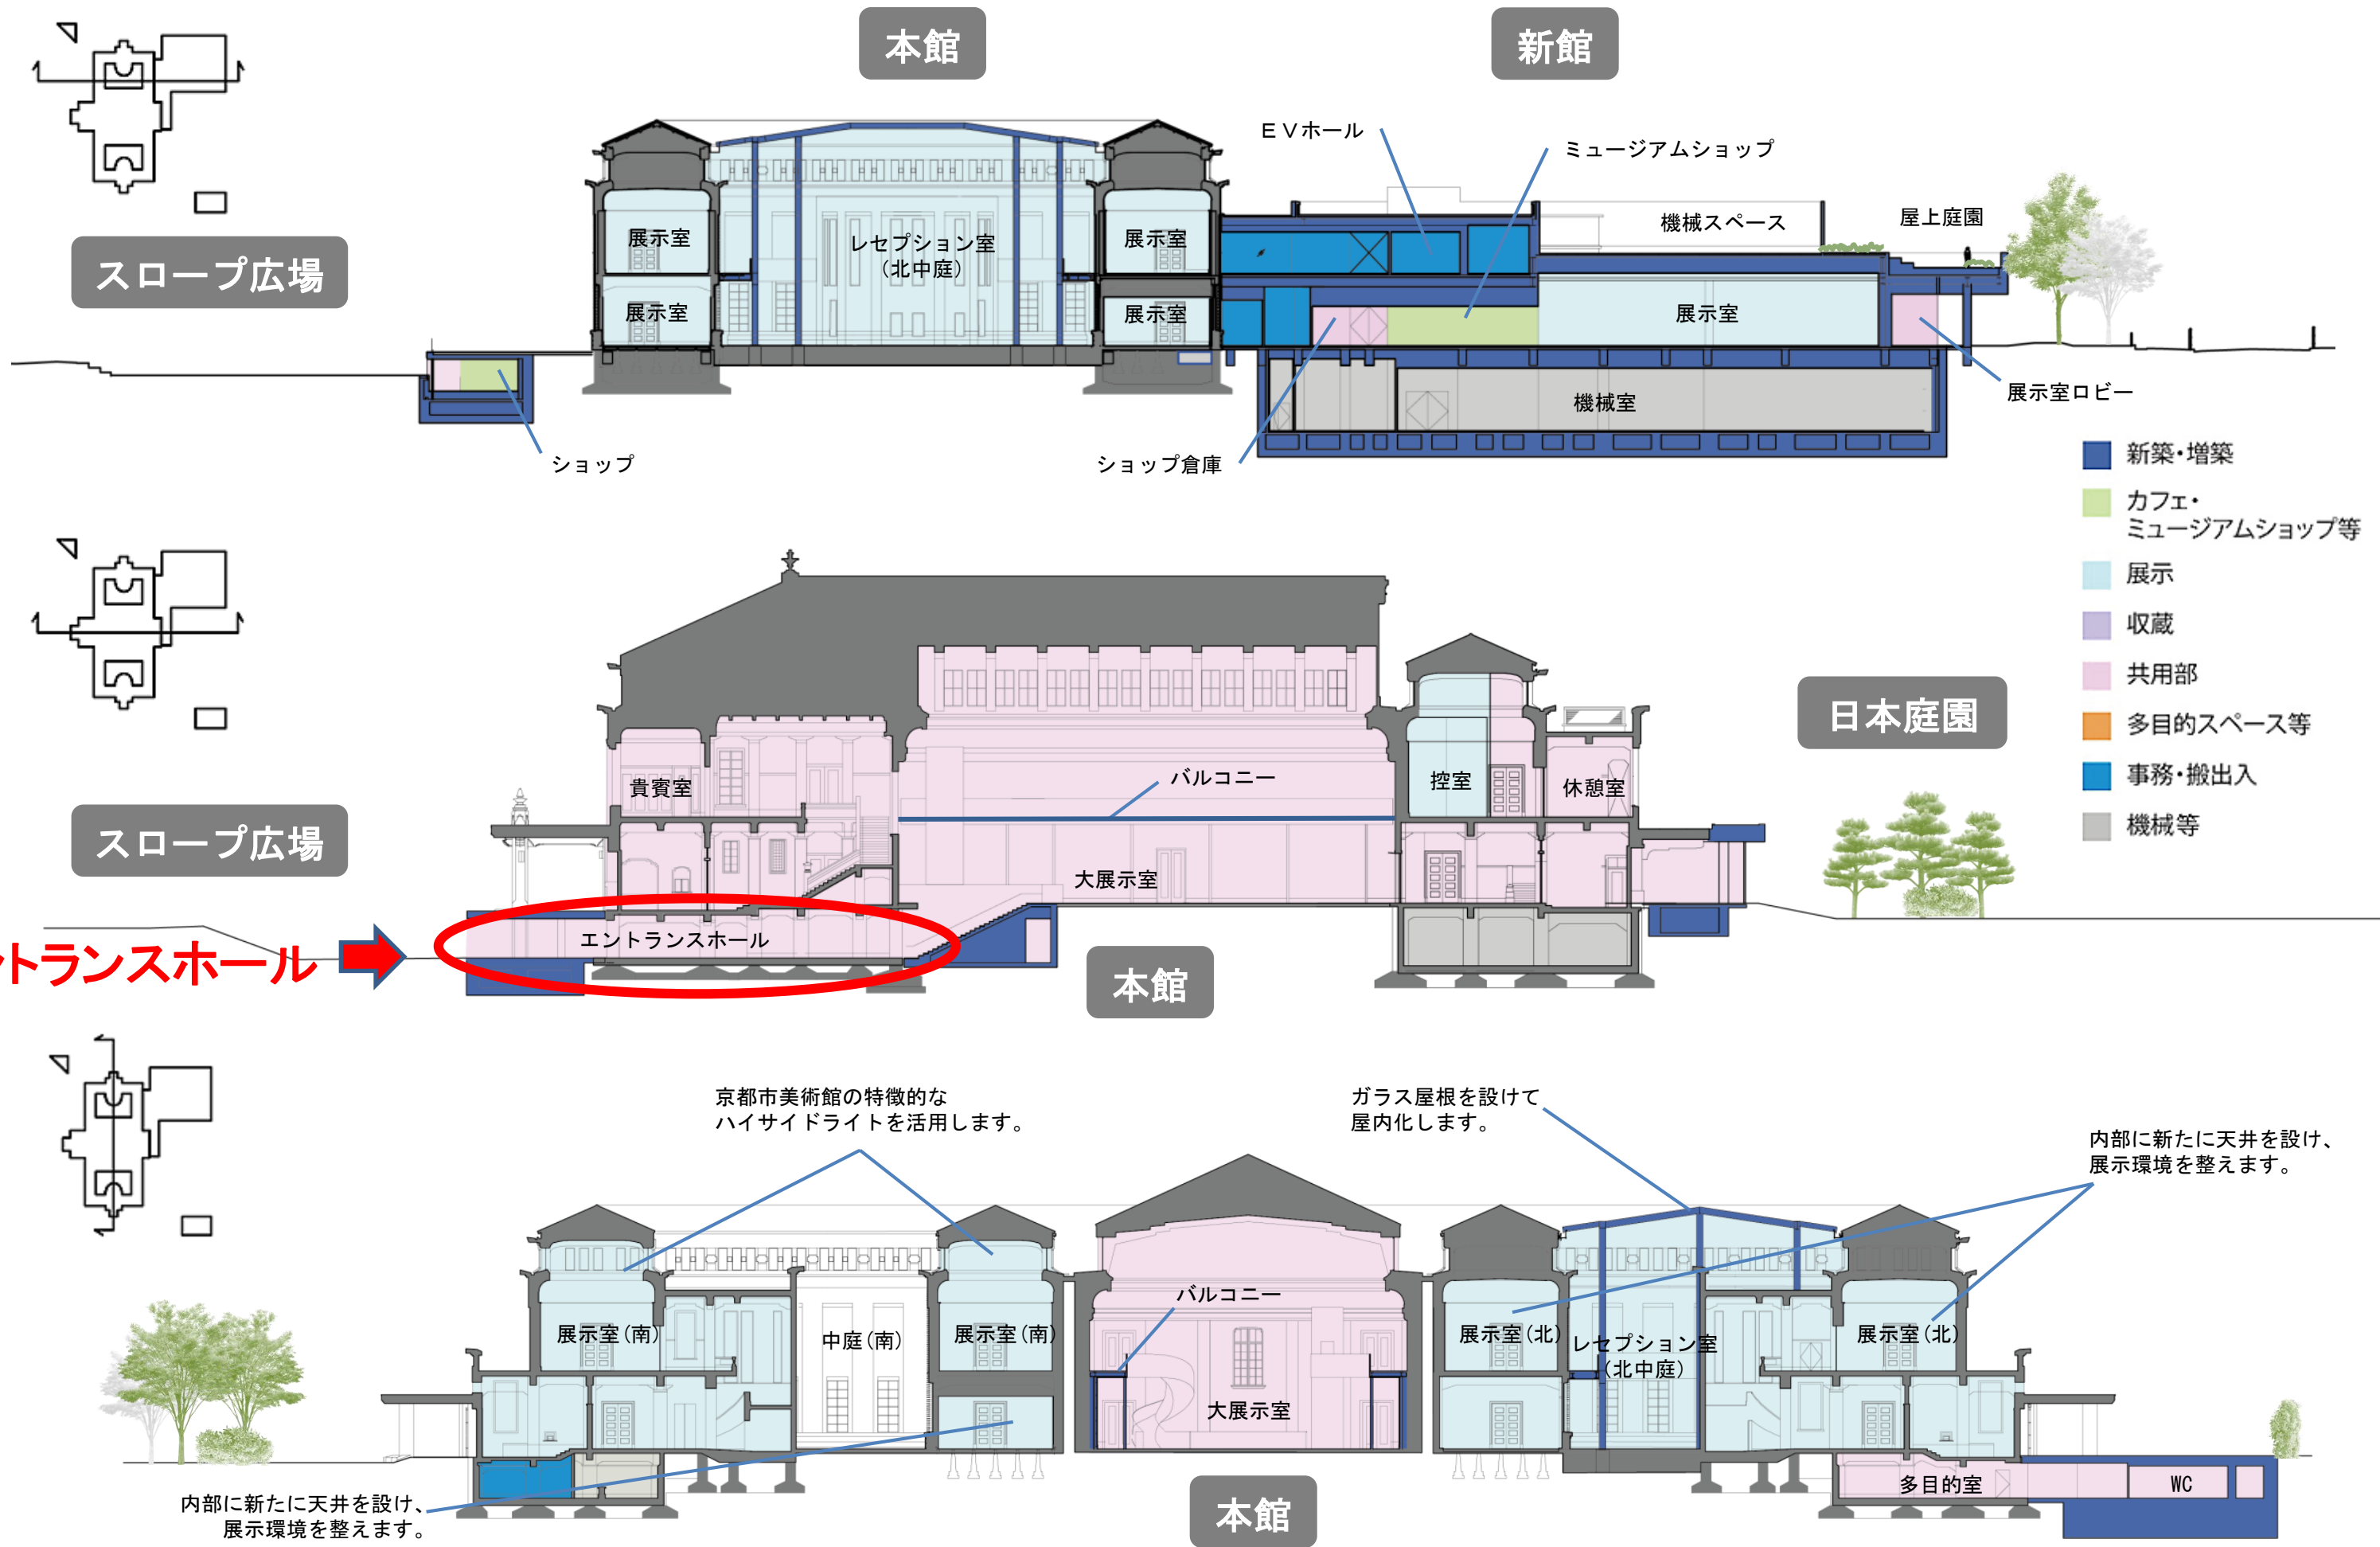 本館
新館
スロープ広場
EVホール
ミュージアムショップ
機械スペース
屋上庭園
展示室
レセプション室
(北中庭)
展示室
展示室
展示室
展示室
機械室
展示室ロビー
ショップ
ショップ倉庫
新築・増築
カフェ・
ミュージアムショップ等
展示
収蔵
共用部
多目的スペース等
事務・搬出入
機械等
日本庭園
スロープ広場
貴賓室
バルコニー
控室
休憩室
大展示室
エントランスホール
トランスホール
本館
京都市美術館の特徴的な
ハイサイドライトを活用します。
ガラス屋根を設けて
屋内化します。
内部に新たに天井を設け、
展示環境を整えます。
バルコニー
展示室(南)
中庭(南)
展示室(南)
大展示室
展示室(北)
レセプション室
(北中庭)
展示室(北)
多目的室
WC
内部に新たに天井を設け、
展示環境を整えます。
本館